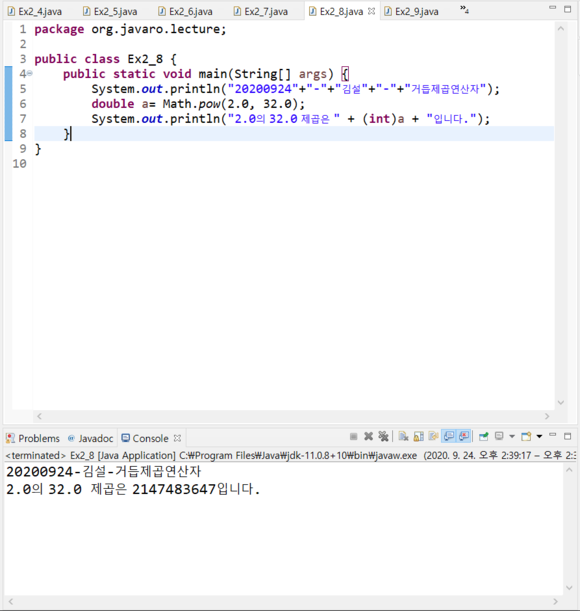 Ex2_4.java Ex2_5.java Ex2_6.java Ex2_7.java Ex2_8.java Ex2_9.java »4
1 package org.javaro.lecture;
2
3 public class Ex2_8 {
4 public static void main(String[] args) {
5 System.out.println("20200924"+"-"+"김설"+"-"+"거듭제곱연산자");
6 double a= Math.pow(2.0, 32.0);
7 System.out.println("2.0의 32.0 제곱은 " + (int)a + "입니다.");
8 }
9 }
10
Problems Javadoc Console
<terminated> Ex2_8 [Java Application] C:₩Program Files₩Java₩jdk-11.0.8+10₩bin₩javaw.exe (2020. 9. 24. 오후 2:39:17 – 오후 2:3
20200924-김설-거듭제곱연산자
2.0의 32.0 제곱은 2147483647입니다.